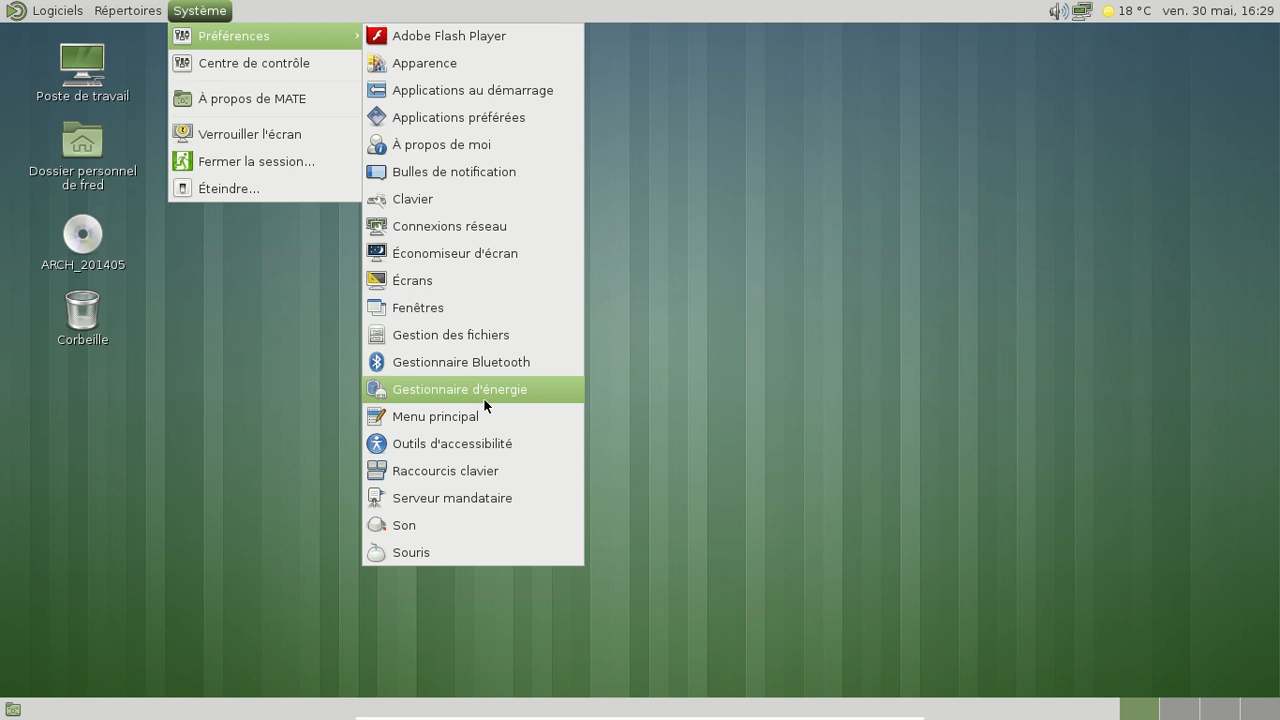 Logiciels Répertoires Système 18 °C ven. 30 mai, 16:29
Poste de travail
Dossier personnel
de fred
ARCH_201405
Corbeille
Préférences
Centre de contrôle
À propos de MATE
Verrouiller l'écran
Fermer la session...
Éteindre...
Adobe Flash Player
Apparence
Applications au démarrage
Applications préférées
À propos de moi
Bulles de notification
Clavier
Connexions réseau
Économiseur d'écran
Écrans
Fenêtres
Gestion des fichiers
Gestionnaire Bluetooth
Gestionnaire d'énergie
Menu principal
Outils d'accessibilité
Raccourcis clavier
Serveur mandataire
Son
Souris